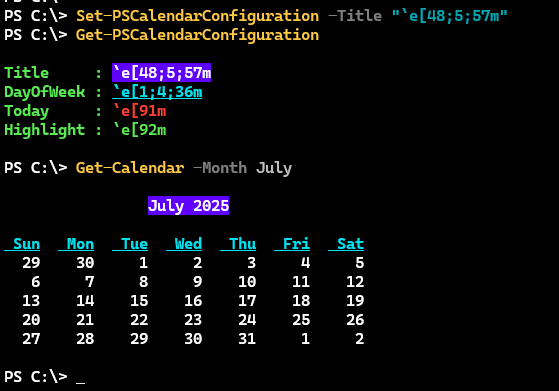 PS C:\> Set-PSCalendarConfiguration -Title "`e[48;5;57m"
PS C:\> Get-PSCalendarConfiguration
Title     : `e[48;5;57m
DayOfWeek : `e[1;4;36m
Today     : `e[91m
Highlight : `e[92m
PS C:\> Get-Calendar -Month July
July 2025
Sun Mon Tue Wed Thu Fri Sat
29 30 1 2 3 4 5
6 7 8 9 10 11 12
13 14 15 16 17 18 19
20 21 22 23 24 25 26
27 28 29 30 31 1 2
PS C:\> _